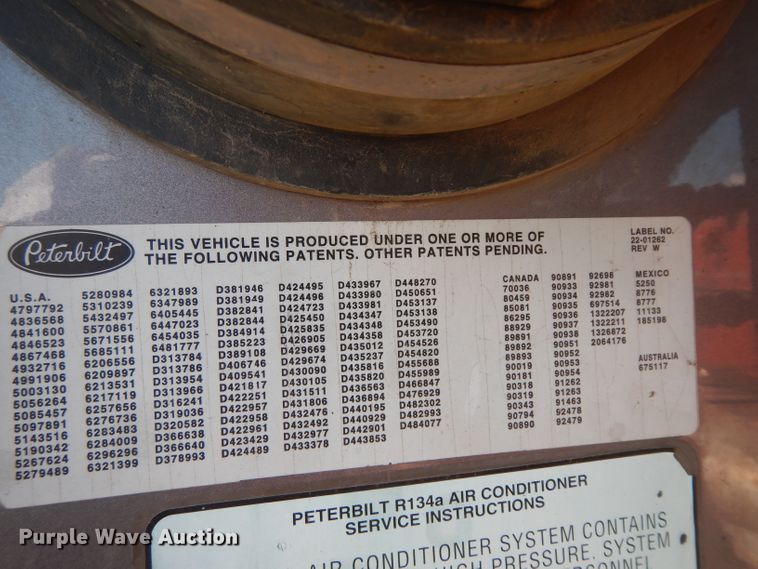 Peterbilt
THIS VEHICLE IS PRODUCED UNDER ONE OR MORE OF
THE FOLLOWING PATENTS. OTHER PATENTS PENDING.
LABEL NO.
22-01262
REV W
U.S.A.
4797792
4836568
4841600
4846523
4867468
4932716
4991906
5003130
5056264
5085457
5097891
5143516
5190342
5267624
5279489
5280984
5310239
5432497
5570861
5671556
5685111
6206556
6209897
6213531
6217119
6257656
6276736
6283483
6284009
6296296
6321399
6321893
6347989
6405445
6447023
6454035
6481777
D313784
D313954
D313966
D316241
D319036
D320582
D366638
D366640
D378993
D381946
D381949
D382841
D382844
D384914
D385223
D389108
D406746
D409541
D421817
D422251
D422957
D422958
D422961
D423429
D424489
D424495
D424496
D424723
D425450
D425835
D426905
D429669
D429674
D430090
D430105
D431511
D431806
D432476
D432492
D432977
D433378
D433967
D433980
D433981
D434347
D434348
D434358
D435012
D435237
D435816
D435820
D436563
D436894
D440195
D440929
D442901
D443853
D448270
D450651
D453137
D453138
D453490
D453720
D454526
D454820
D455688
D455989
D466847
D476929
D482302
D482993
D484077
CANADA
70036
80459
85081
86295
88929
89891
89892
89893
90019
90181
90318
90319
90343
90794
90890
90891
90933
90934
90935
90936
90937
90938
90951
90952
90953
90954
91262
91263
91463
92478
92479
92698
92981
92982
697514
1322207
1322211
1326872
2064176
MEXICO
5250
8776
8777
11133
185198
AUSTRALIA
675117
PETERBILT R134a AIR CONDITIONER
SERVICE INSTRUCTIONS
AIR CONDITIONER SYSTEM CONTAINS
HIGH PRESSURE. SYSTEM
PERSONNEL
Purple Wave Auction